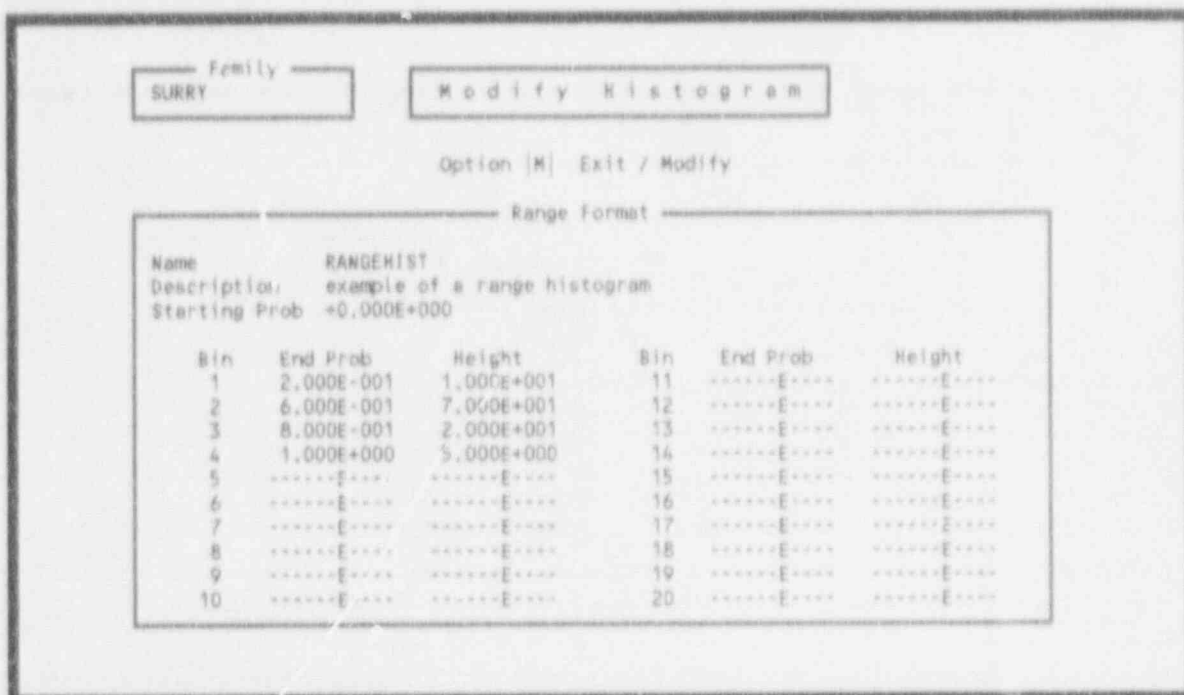 Family
SURRY
Modify Histogram
Option |M| Exit / Modify
Range Format
Name RANGEHIST
Description example of a range histogram
Starting Prob +0.000E+000
Bin End Prob Height Bin End Prob Height
1 2.000E-001 1.000E+001 11 ------E---- ------E----
2 6.000E-001 7.000E+001 12 ------E---- ------E----
3 8.000E-001 2.000E+001 13 ------E---- ------E----
4 1.000E+000 5.000E+000 14 ------E---- ------E----
5 ------E---- ------E---- 15 ------E---- ------E----
6 ------E---- ------E---- 16 ------E---- ------E----
7 ------E---- ------E---- 17 ------E---- ------E----
8 ------E---- ------E---- 18 ------E---- ------E----
9 ------E---- ------E---- 19 ------E---- ------E----
10 ------E---- ------E---- 20 ------E---- ------E----